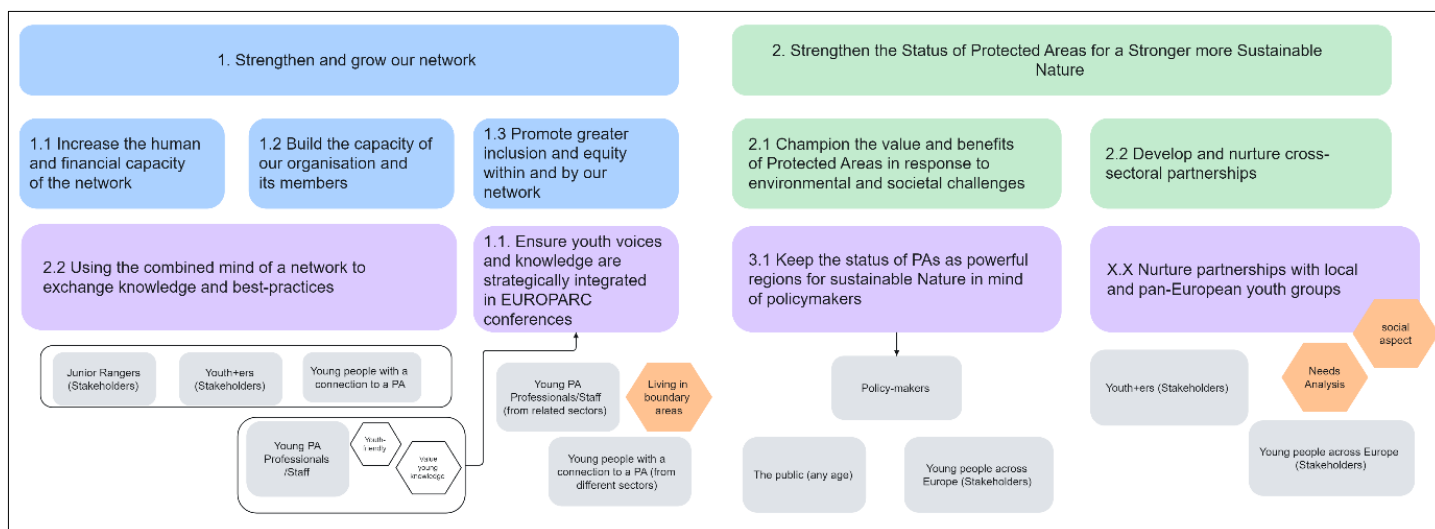 1. Strengthen and grow our network
2. Strengthen the Status of Protected Areas for a Stronger more Sustainable
Nature
1.1 Increase the human
and financial capacity
of the network
1.2 Build the capacity of
our organisation and
its members
1.3 Promote greater
inclusion and equity
within and by our
network
2.1 Champion the value and benefits
of Protected Areas in response to
environmental and societal challenges
2.2 Develop and nurture cross-
sectoral partnerships
2.2 Using the combined mind of a network to
exchange knowledge and best-practices
1.1. Ensure youth voices
and knowledge are
strategically integrated
in EUROPARC
conferences
3.1 Keep the status of PAs as powerful
regions for sustainable Nature in mind
of policymakers
X.X Nurture partnerships with local
and pan-European youth groups
social
aspect
Junior Rangers
(Stakeholders)
Youth+ers
(Stakeholders)
Young people with a
connection to a PA
Young PA
Professionals/Staff
(from related sectors)
Living in
boundary
areas
Policy-makers
Youth+ers (Stakeholders)
Needs
Analysis
Young PA
Professionals
/Staff
Youth-
friendly
Value
young
knowledge
Young people with a
connection to a PA (from
different sectors)
The public (any age)
Young people across
Europe (Stakeholders)
Young people across Europe
(Stakeholders)